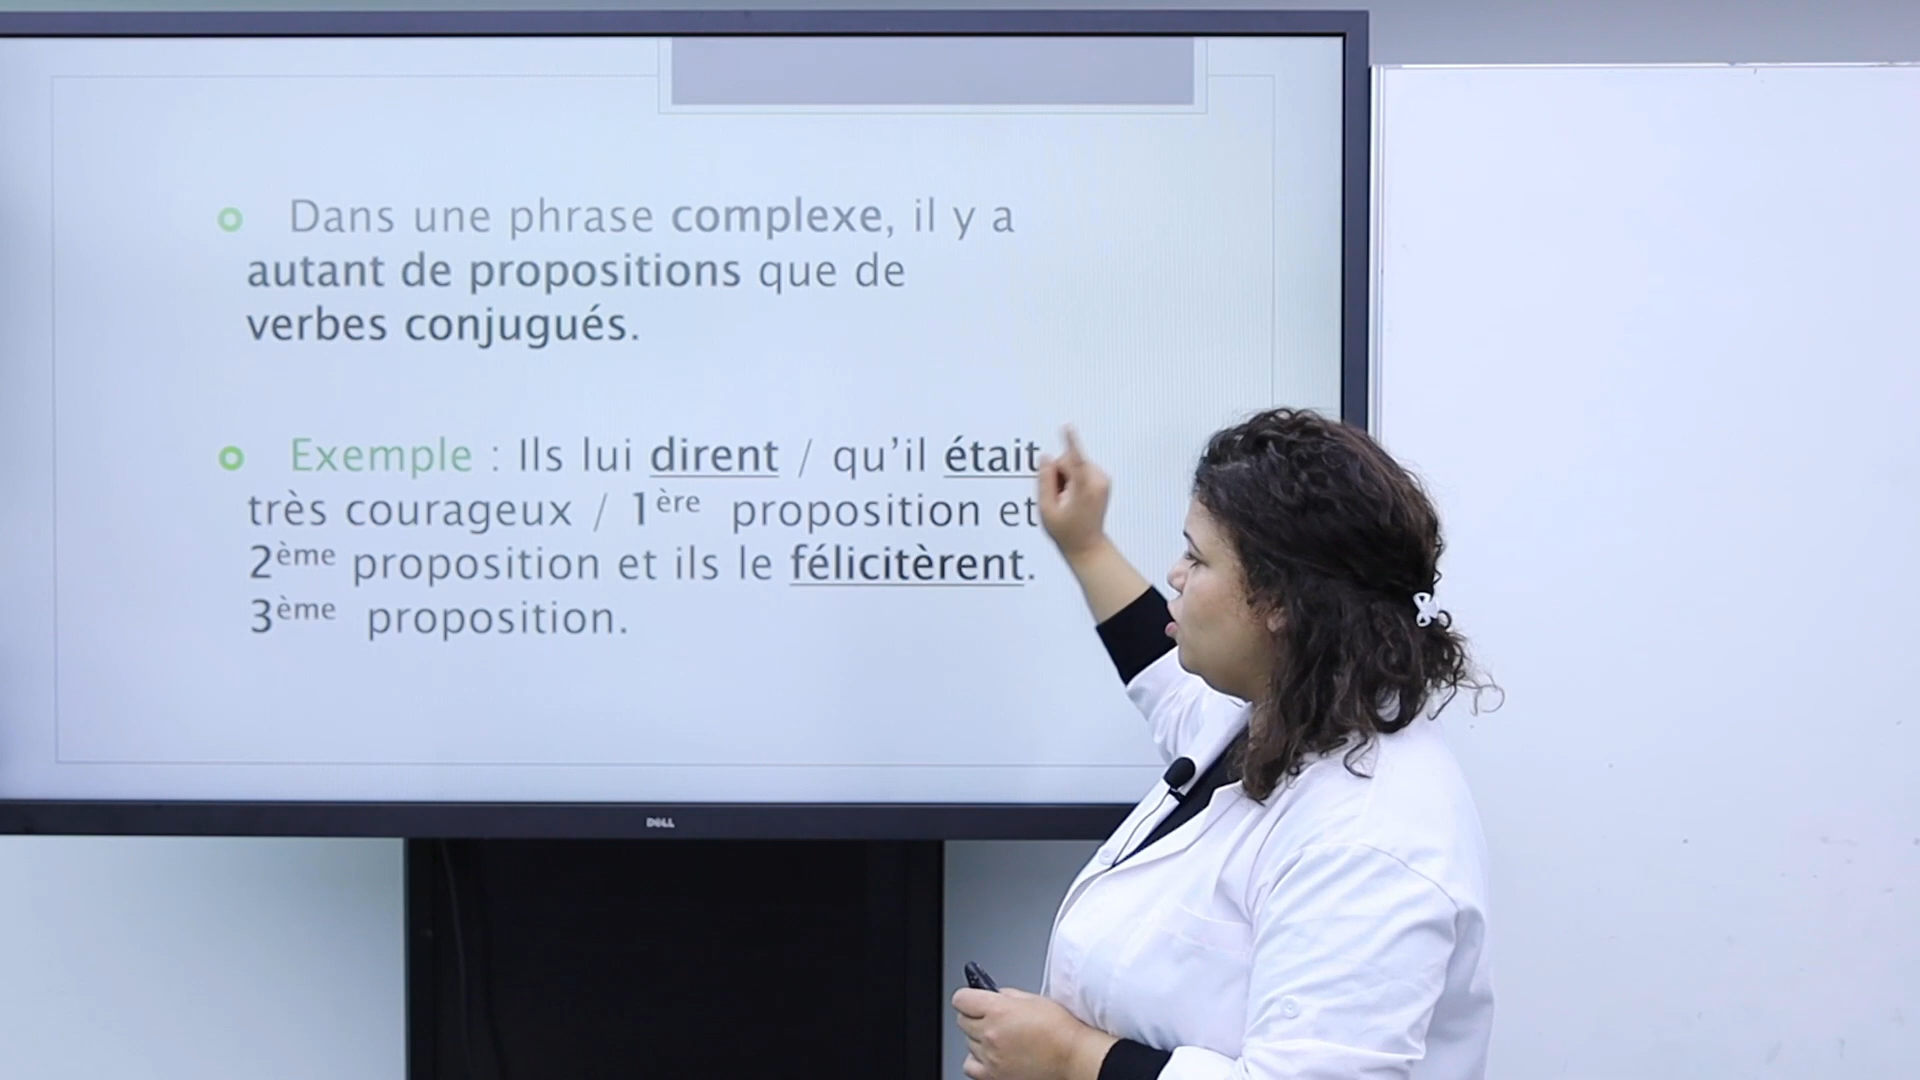 Dans une phrase complexe, il y a
autant de propositions que de
verbes conjugués.
Exemple : Ils lui dirent / qu’il était
très courageux / 1ère proposition et
2ème proposition et ils le félicitèrent.
3ème proposition.
DELL